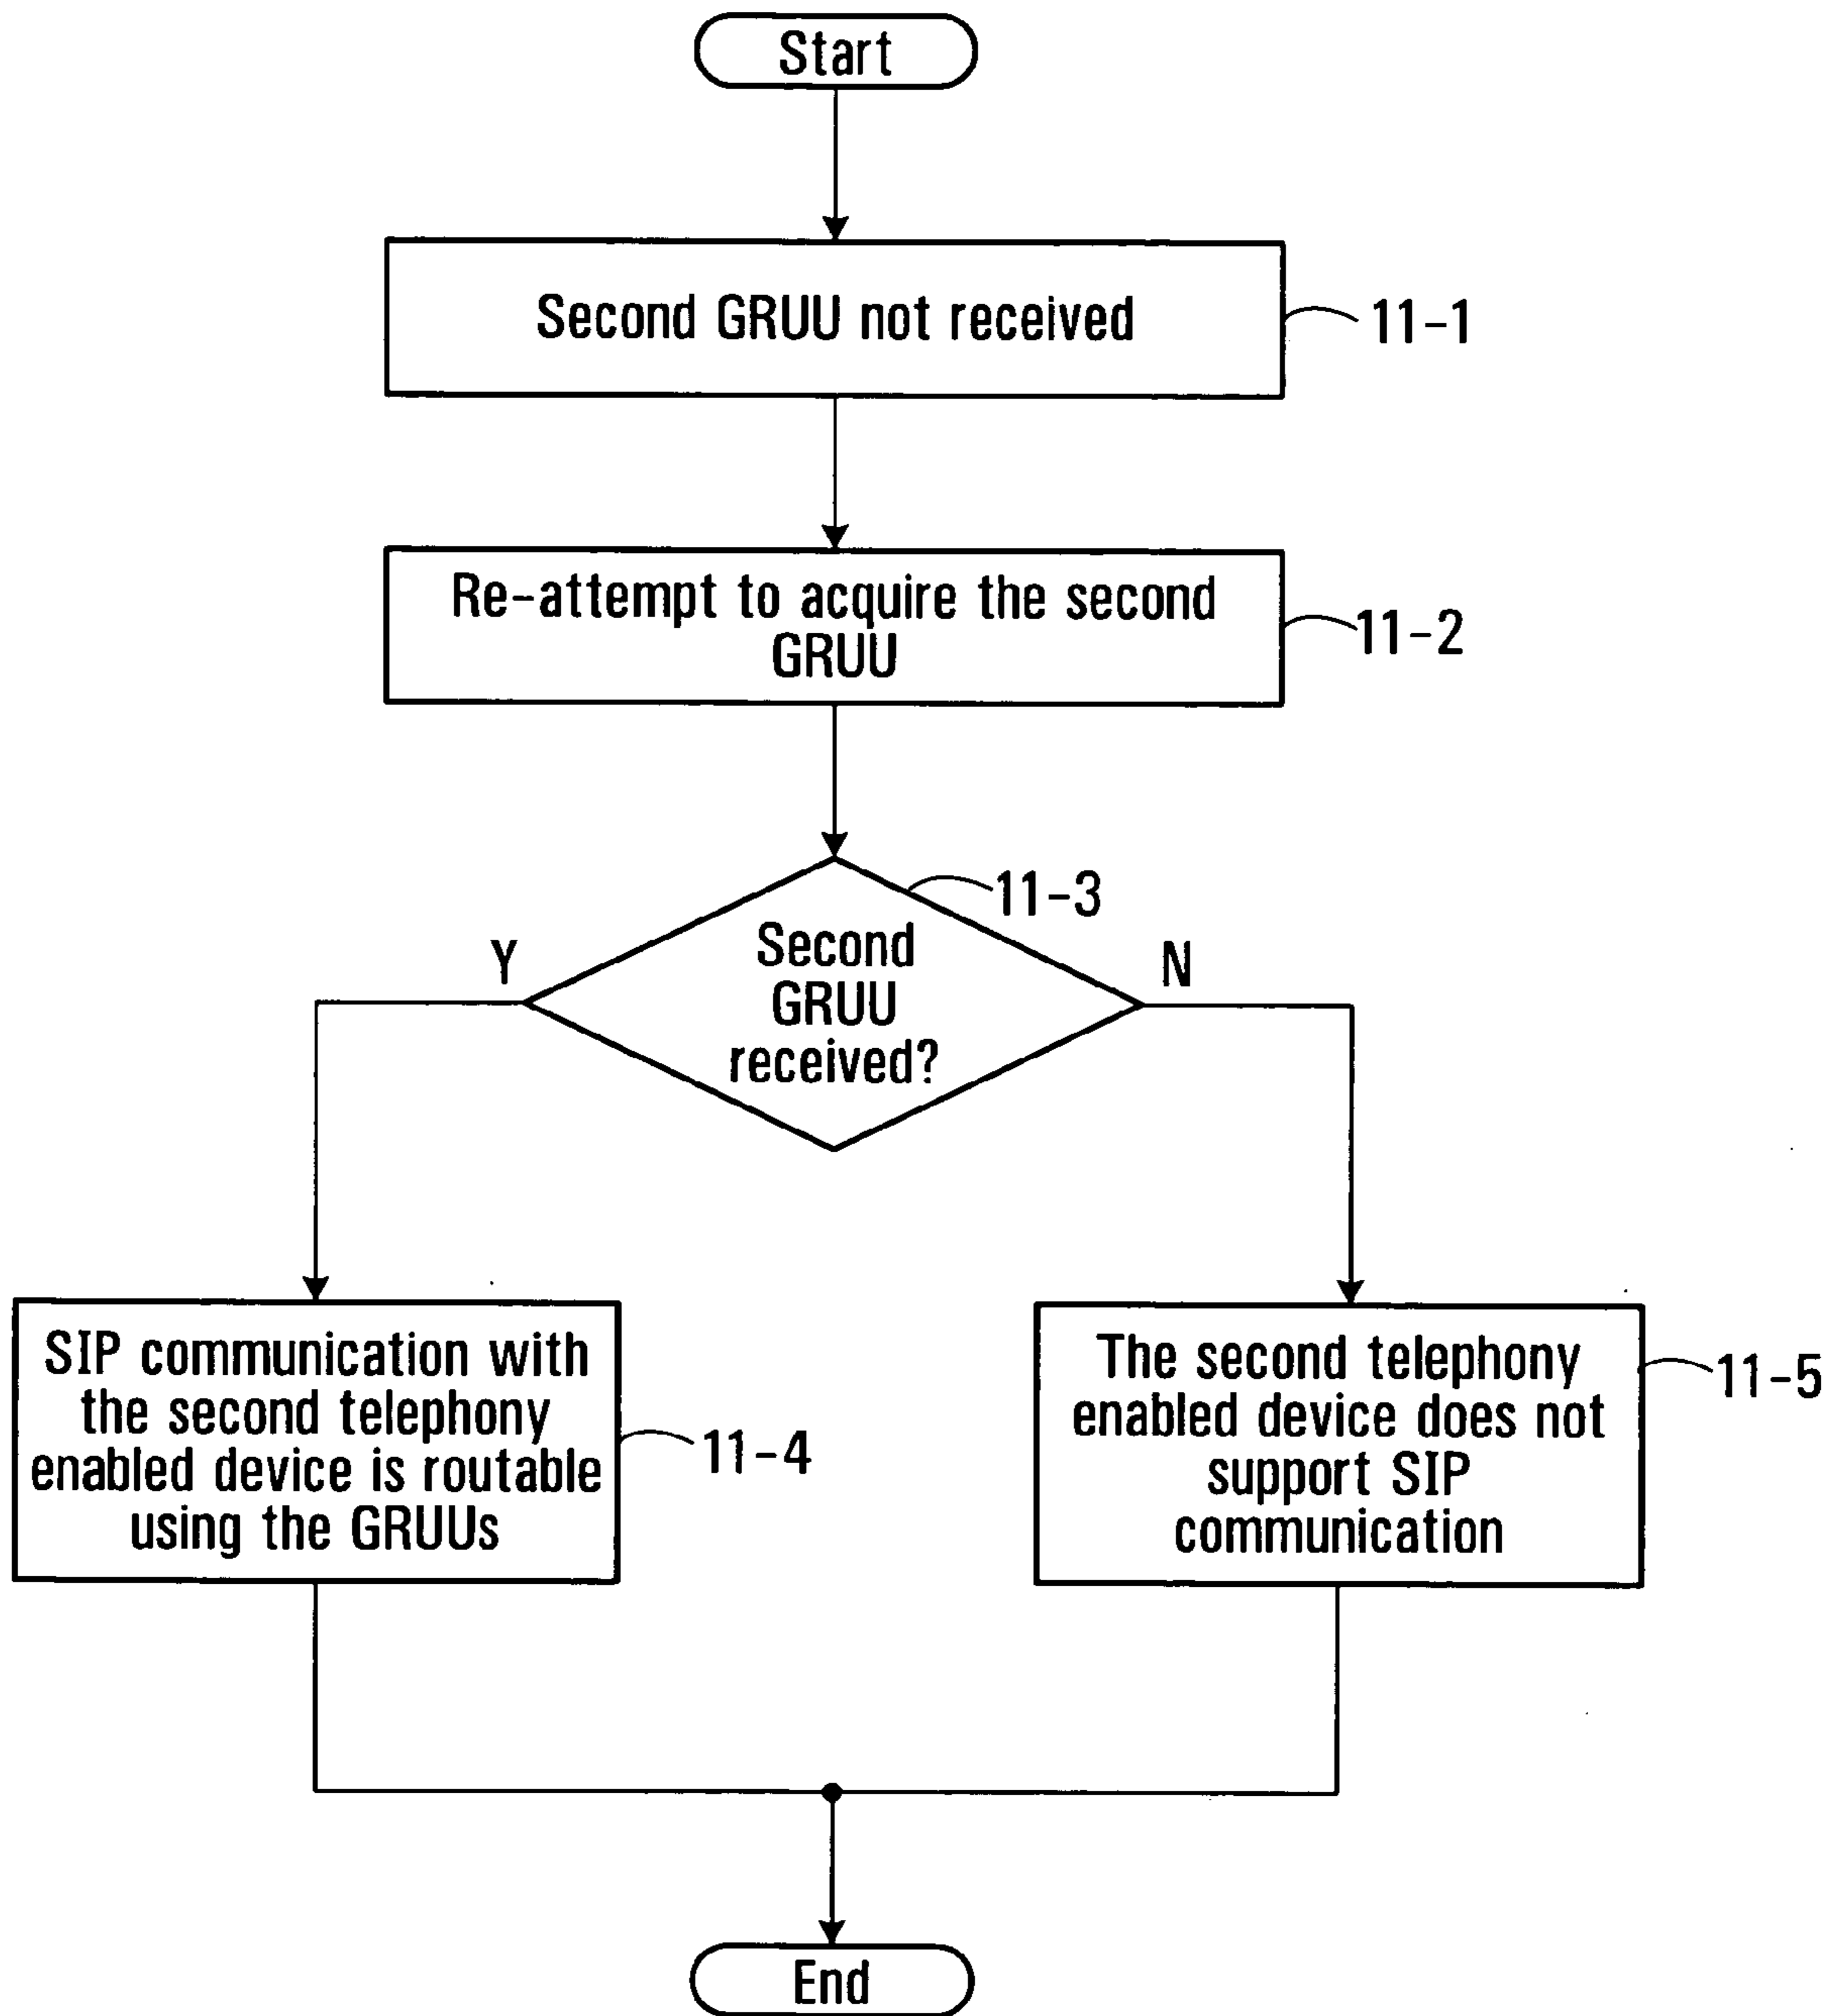 Start
Second GRUU not received
11-1
Re-attempt to acquire the second
GRUU
11-2
11-3
Second
GRUU
received?
Y
N
SIP communication with
the second telephony
enabled device is routable
using the GRUUs
11-4
The second telephony
enabled device does not
support SIP
communication
11-5
End